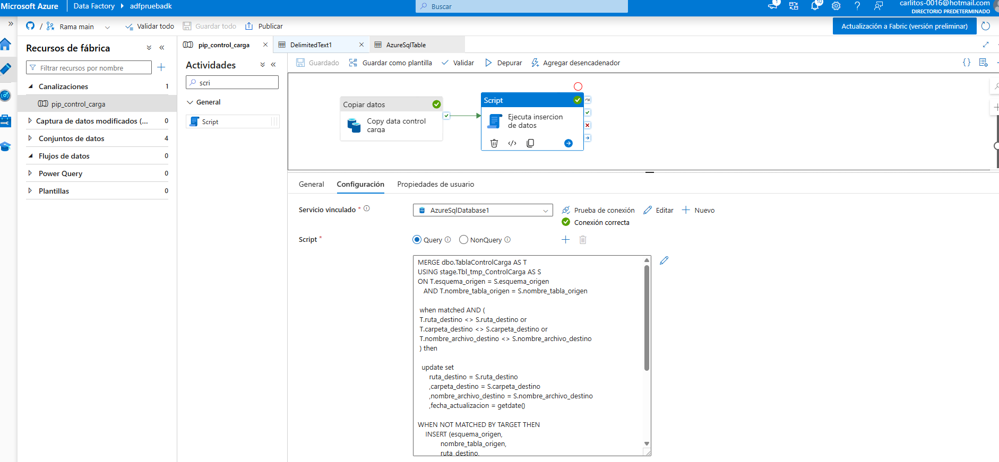 Microsoft Azure
Data Factory
adfpruebadk
Buscar
1
10
carlitos-0016@hotmail.com
DIRECTORIO PREDETERMINADO
/
Rama main
Validar todo
Guardar todo
Publicar
Actualización a Fabric (versión preliminar)
Recursos de fábrica
Filtrar recursos por nombre
Canalizaciones
1
pip_control_carga
Captura de datos modificados (...
0
Conjuntos de datos
4
Flujos de datos
0
Power Query
0
Plantillas
0
pip_control_carga
DelimitedText1
AzureSqlTable
Actividades
scri
General
Script
Guardado
Guardar como plantilla
Validar
Depurar
Agregar desencadenador
Copiar datos
Copy data control
carga
Script
Ejecuta insercion
de datos
General
Configuración
Propiedades de usuario
Servicio vinculado *
AzureSqlDatabase1
Prueba de conexión
Editar
Nuevo
Conexión correcta
Script *
Query
NonQuery
MERGE dbo.TablaControlCarga AS T
USING stage.Tbl_tmp_ControlCarga AS S
ON T.esquema_origen = S.esquema_origen
AND T.nombre_tabla_origen = S.nombre_tabla_origen
when matched AND (
T.ruta_destino <> S.ruta_destino or
T.carpeta_destino <> S.carpeta_destino or
T.nombre_archivo_destino <> S.nombre_archivo_destino
) then
update set
ruta_destino = S.ruta_destino
,carpeta_destino = S.carpeta_destino
,nombre_archivo_destino = S.nombre_archivo_destino
,fecha_actualizacion = getdate()
WHEN NOT MATCHED BY TARGET THEN
INSERT (esquema_origen,
nombre_tabla_origen,
ruta_destino,